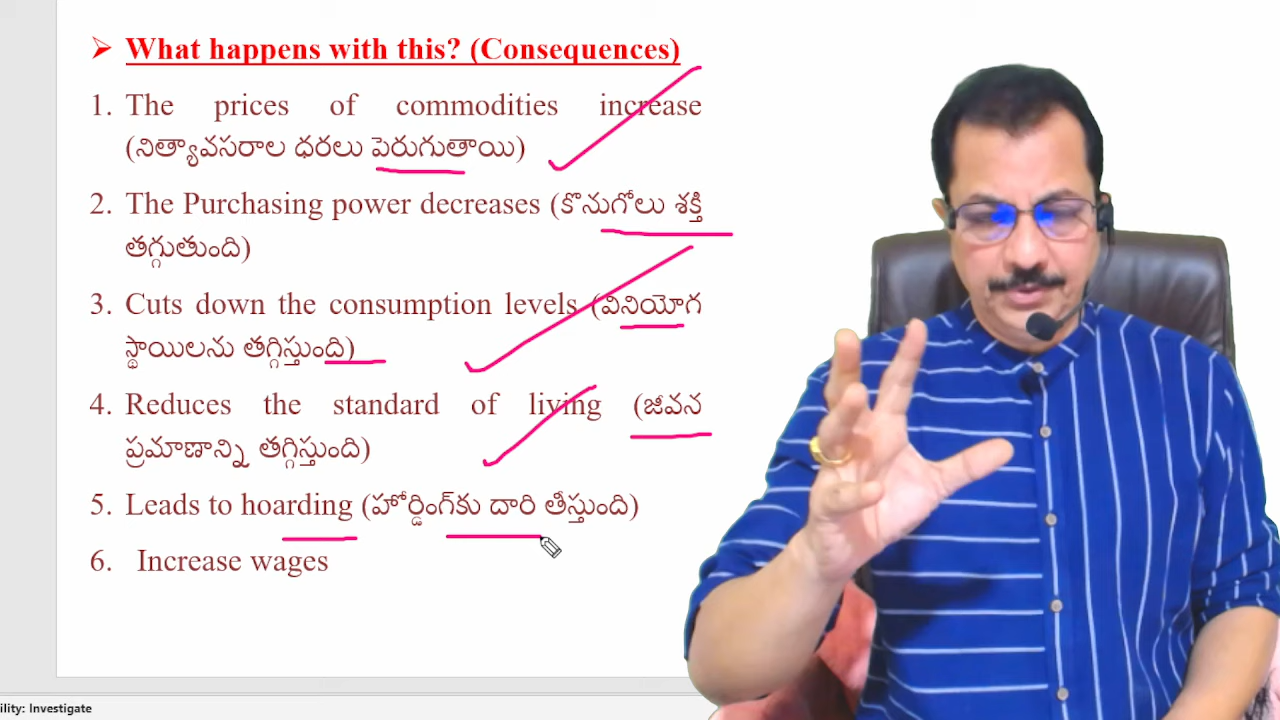 ➢ What happens with this? (Consequences)
1. The prices of commodities increase
(నిత్యావసరాల ధరలు పెరుగుతాయి)
2. The Purchasing power decreases (కొనుగోలు శక్తి
తగ్గుతుంది)
3. Cuts down the consumption levels (వినియోగ
స్థాయిలను తగ్గిస్తుంది)
4. Reduces the standard of living (జీవన
ప్రమాణాన్ని తగ్గిస్తుంది)
5. Leads to hoarding (హోర్డింగ్‌కు దారి తీస్తుంది)
6. Increase wages
ility: Investigate